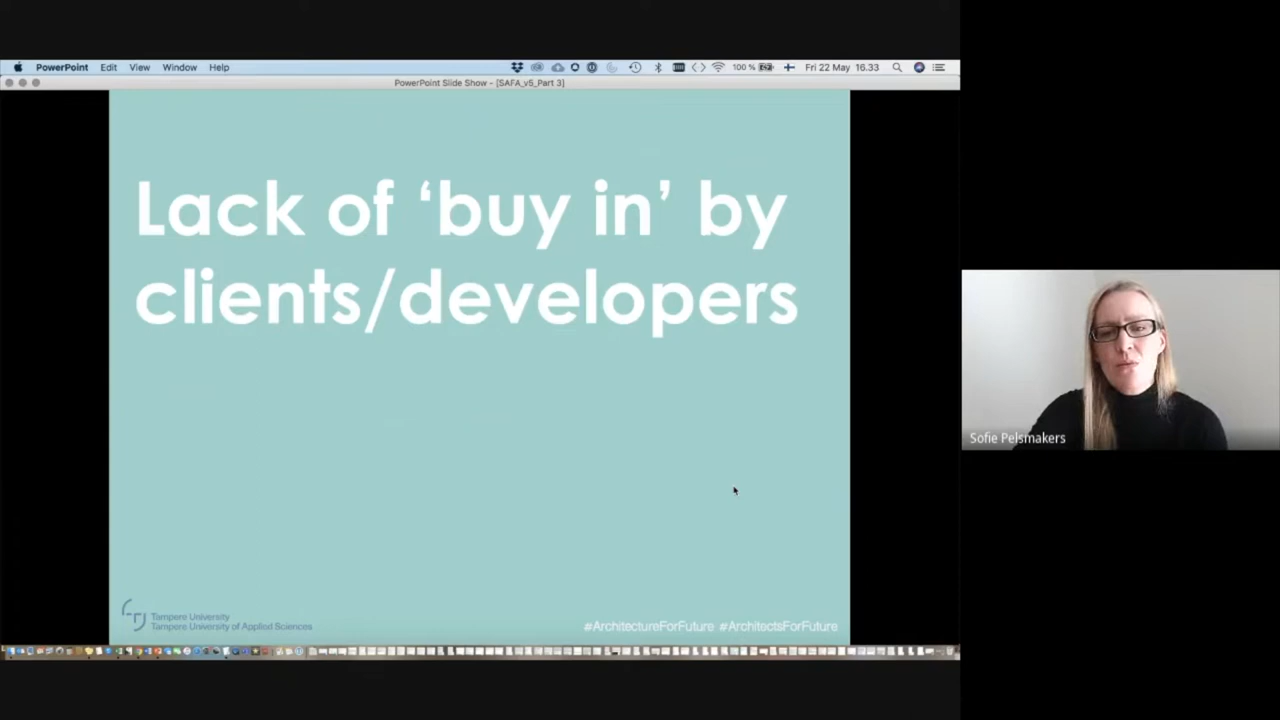 PowerPoint Edit View Window Help 100 % Fri 22 May 16.33
PowerPoint Slide Show - [SAFA_v5_Part 3]
Lack of ‘buy in’ by
clients/developers
Sofie Pelsmakers
Tampere University
Tampere University of Applied Sciences
#ArchitectureForFuture #ArchitectsForFuture